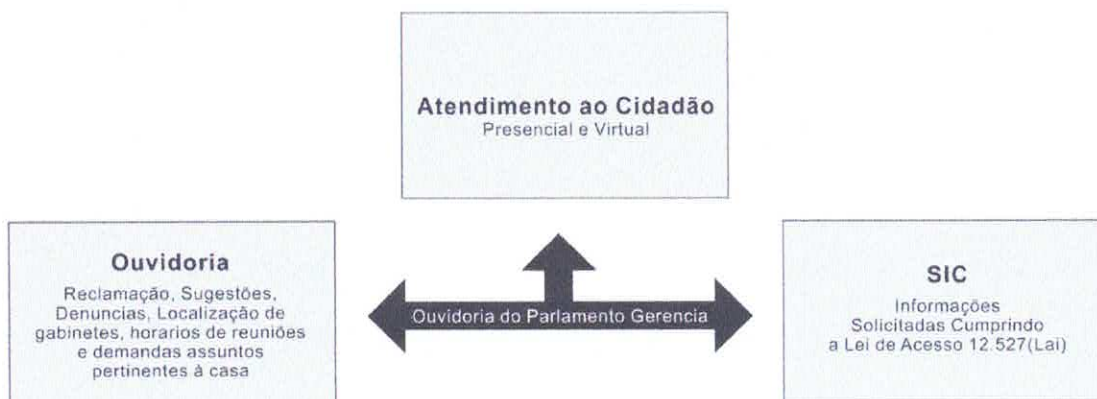 Atendimento ao Cidadão
Presencial e Virtual
Ouvidoria
Reclamação, Sugestões,
Denuncias, Localização de
gabinetes, horarios de reuniões
e demandas assuntos
pertinentes à casa
Ouvidoria do Parlamento Gerencia
SIC
Informações
Solicitadas Cumprindo
a Lei de Acesso 12.527(Lai)